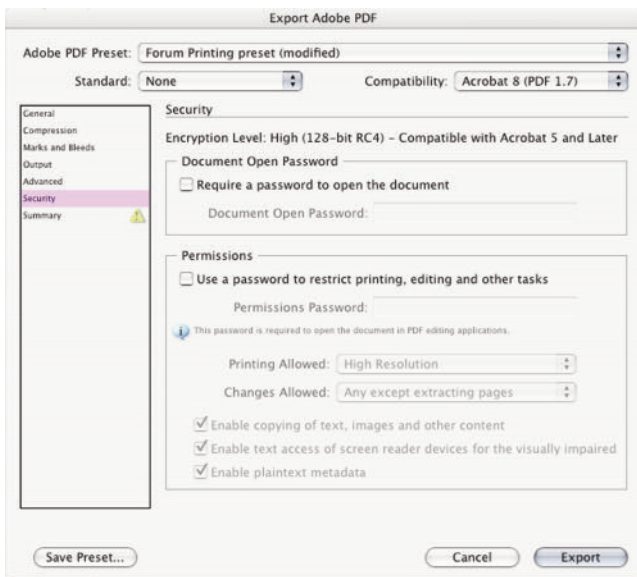 Export Adobe PDF
Adobe PDF Preset: Forum Printing preset (modified)
Standard: None Compatibility: Acrobat 8 (PDF 1.7)
General
Compression
Marks and Bleeds
Output
Advanced
Security
Summary
Security
Encryption Level: High (128-bit RC4) – Compatible with Acrobat 5 and Later
Document Open Password
Require a password to open the document
Document Open Password:
Permissions
Use a password to restrict printing, editing and other tasks
Permissions Password:
This password is required to open the document in PDF editing applications.
Printing Allowed: High Resolution
Changes Allowed: Any except extracting pages
Enable copying of text, images and other content
Enable text access of screen reader devices for the visually impaired
Enable plaintext metadata
Save Preset... Cancel Export